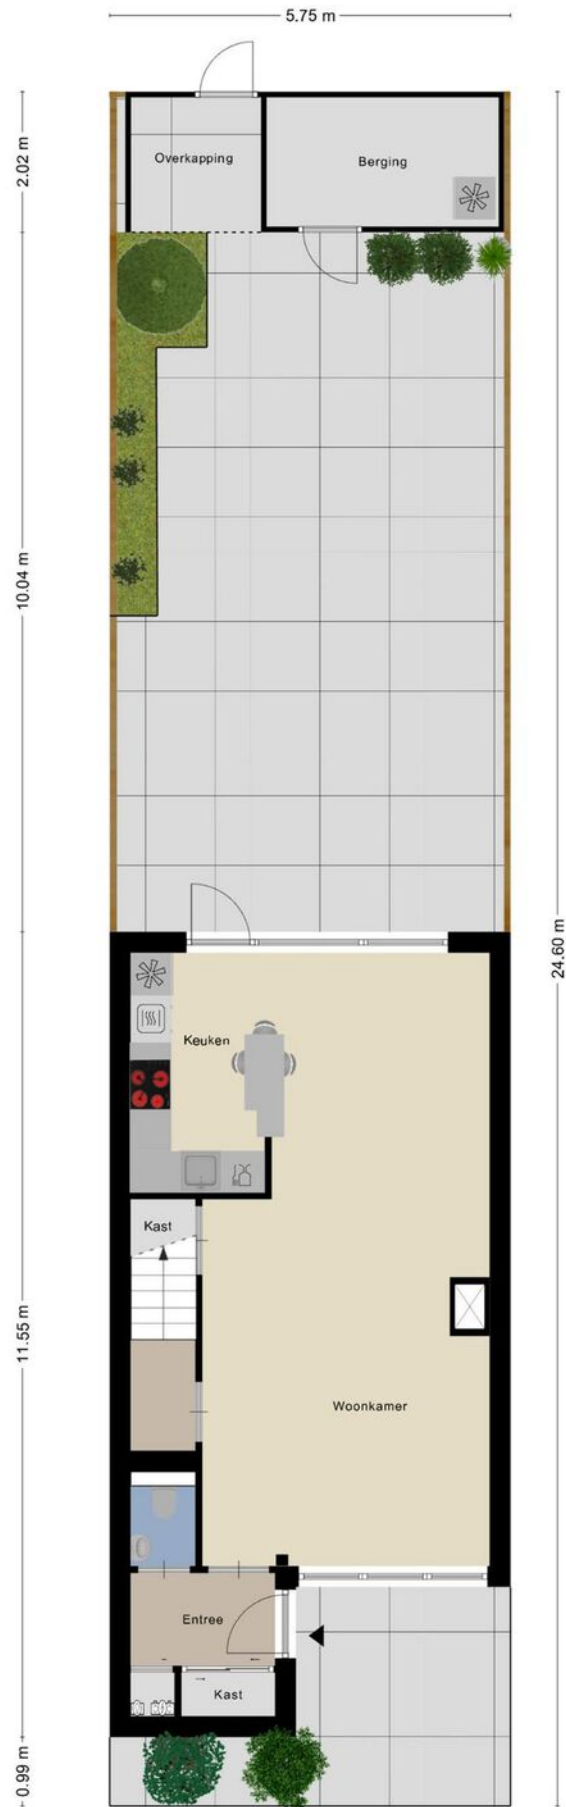 5.75 m
2.02 m
Overkapping
Berging
10.04 m
24.60 m
Keuken
Kast
11.55 m
Woonkamer
Entree
Kast
0.99 m